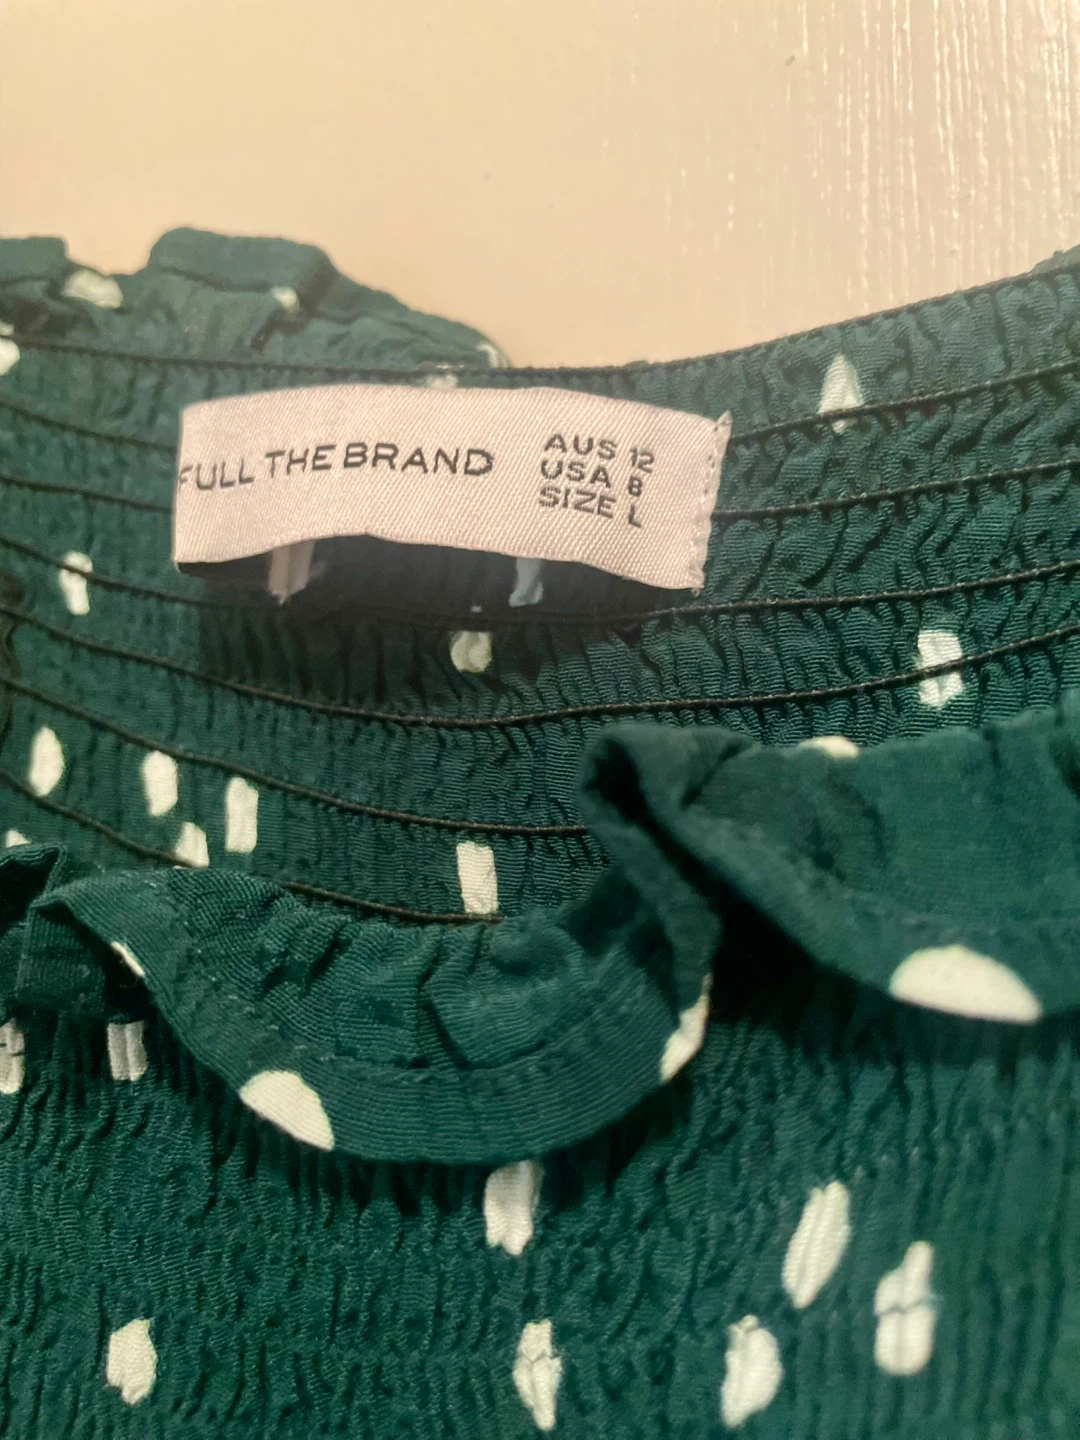 FULL THE BRAND
AUS 12
USA 8
SIZE L